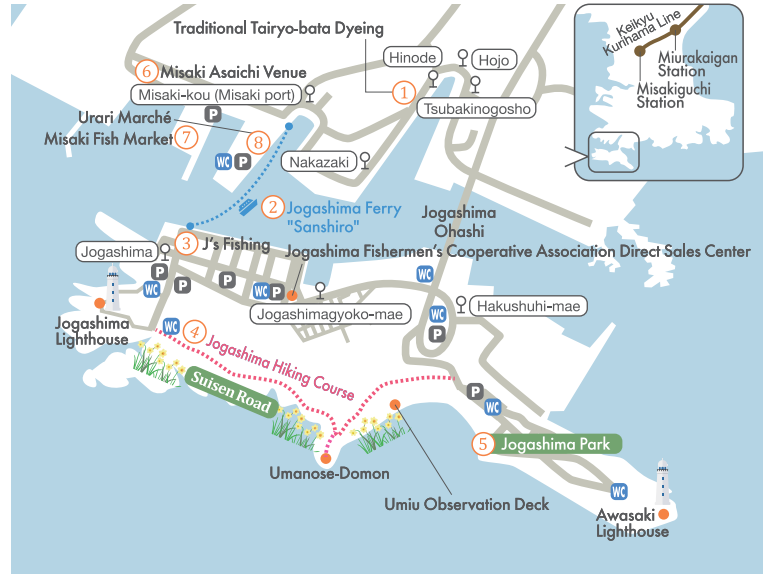 Traditional Tairyo-bata Dyeing
Keikyu
Kurihama Line
Miurakaigan
Station
Misakiguchi
Station
Hinode
Hojo
6 Misaki Asaichi Venue
1
Misaki-kou (Misaki port)
Tsubakinogosho
P
Urari Marché
Misaki Fish Market 7
8
WC P
Nakazaki
2 Jogashima Ferry
"Sanshiro"
Jogashima
Ohashi
3 J's Fishing
Jogashima
Jogashima Fishermen's Cooperative Association Direct Sales Center
P
WC
P
P
WC P
WC
Jogashimagyoko-mae
WC
P
Hakushuhi-mae
Jogashima
Lighthouse
WC
4
Jogashima Hiking Course
Suisen Road
P
WC
5 Jogashima Park
Umanose-Domon
Umiu Observation Deck
WC
Awasaki
Lighthouse